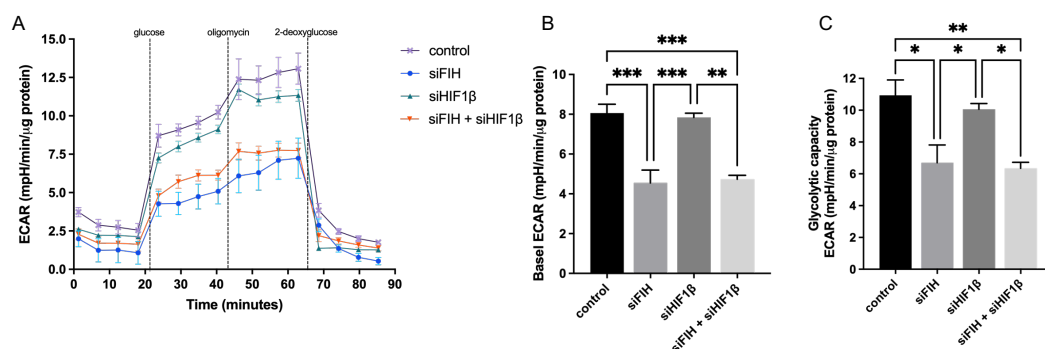 A
glucose
oligomycin
2-deoxyglucose
15.0
12.5
10.0
7.5
5.0
2.5
0.0
ECAR (mpH/min/µg protein)
0
10
20
30
40
50
60
70
80
90
Time (minutes)
control
siFIH
siHIF1β
siFIH + siHIF1β
B
***
***
***
**
10
8
6
4
2
0
Basel ECAR (mpH/min/µg protein)
control
siFIH
siHIF1β
siFIH + siHIF1β
C
**
*
*
*
12
10
8
6
4
2
0
Glycolytic capacity
ECAR (mpH/min/µg protein)
control
siFIH
siHIF1β
siFIH + siHIF1β